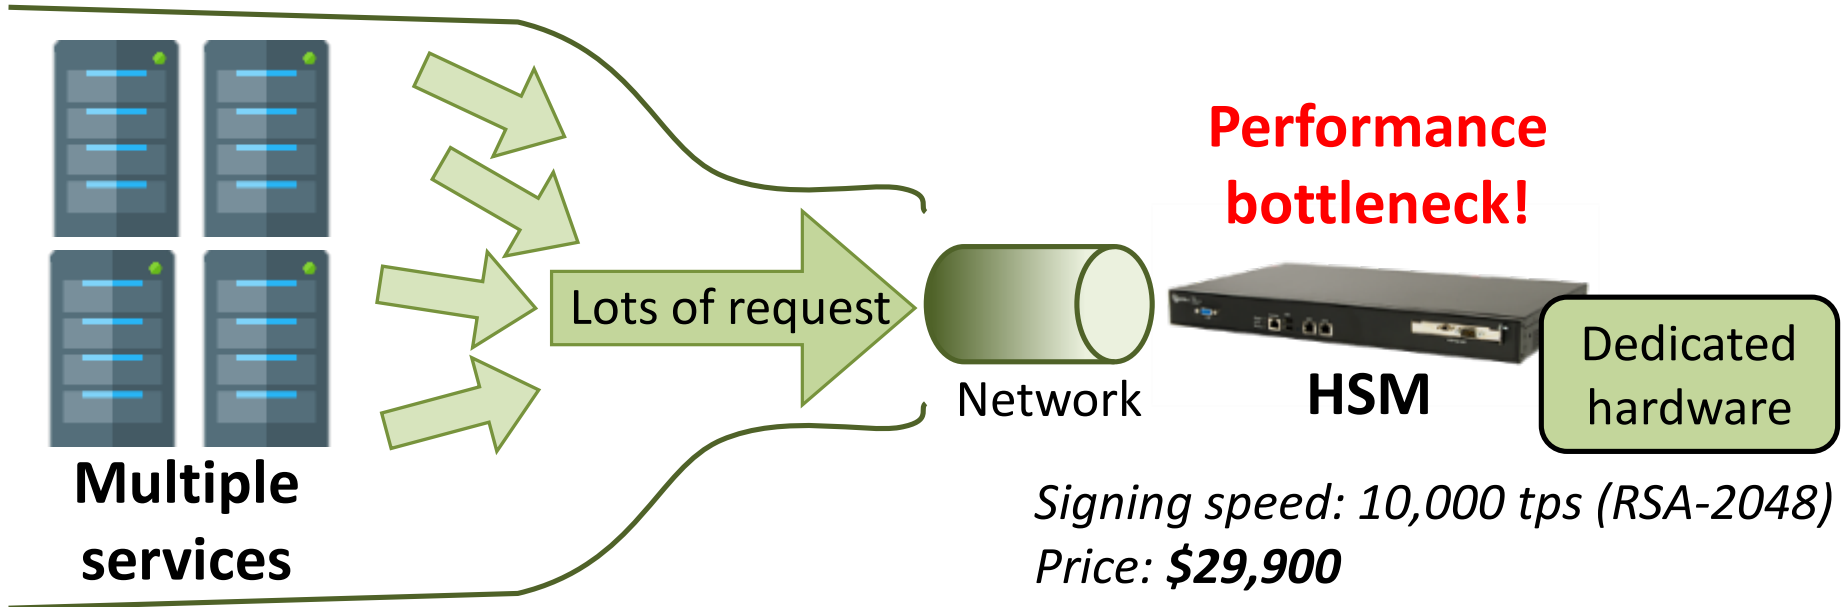 Performance
bottleneck!
Lots of request
Network
HSM
Dedicated
hardware
Multiple
services
Signing speed: 10,000 tps (RSA-2048)
Price: $29,900